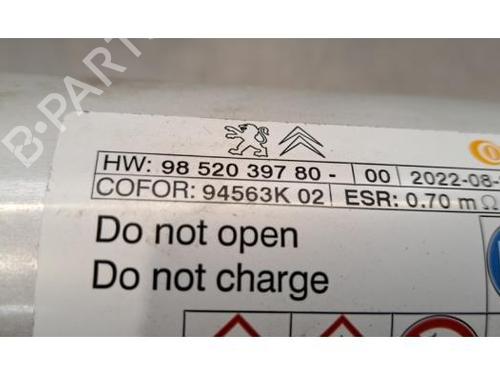 B-PARTS
HW: 98 520 397 80- 00 2022-08-
COFOR: 94563K 02 ESR: 0.70 mΩ
Do not open
Do not charge